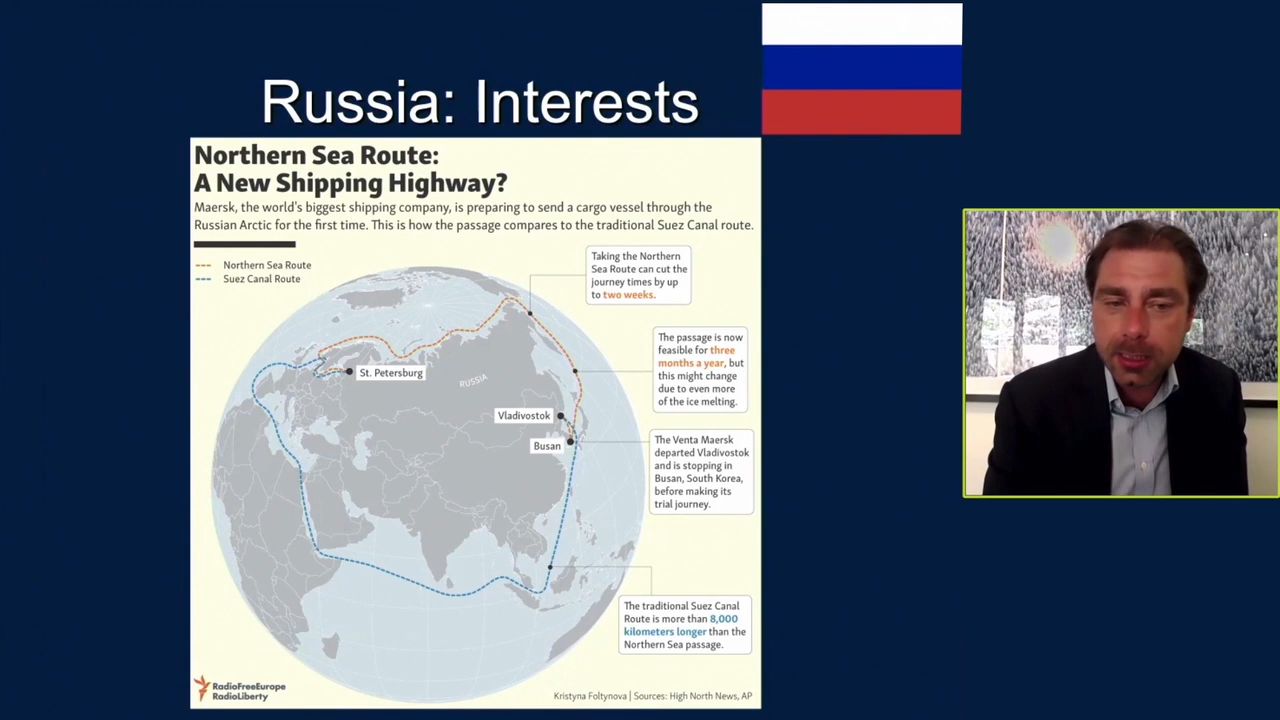 Russia: Interests
Northern Sea Route:
A New Shipping Highway?
Maersk, the world's biggest shipping company, is preparing to send a cargo vessel through the
Russian Arctic for the first time. This is how the passage compares to the traditional Suez Canal route.
Northern Sea Route
Suez Canal Route
Taking the Northern
Sea Route can cut the
journey times by up
to two weeks.
The passage is now
feasible for three
months a year, but
this might change
due to even more
of the ice melting.
St. Petersburg
RUSSIA
Vladivostok
Busan
The Venta Maersk
departed Vladivostok
and is stopping in
Busan, South Korea,
before making its
trial journey.
The traditional Suez Canal
Route is more than 8,000
kilometers longer than the
Northern Sea passage.
RadioFreeEurope
RadioLiberty
Kristyna Foltynova | Sources: High North News, AP